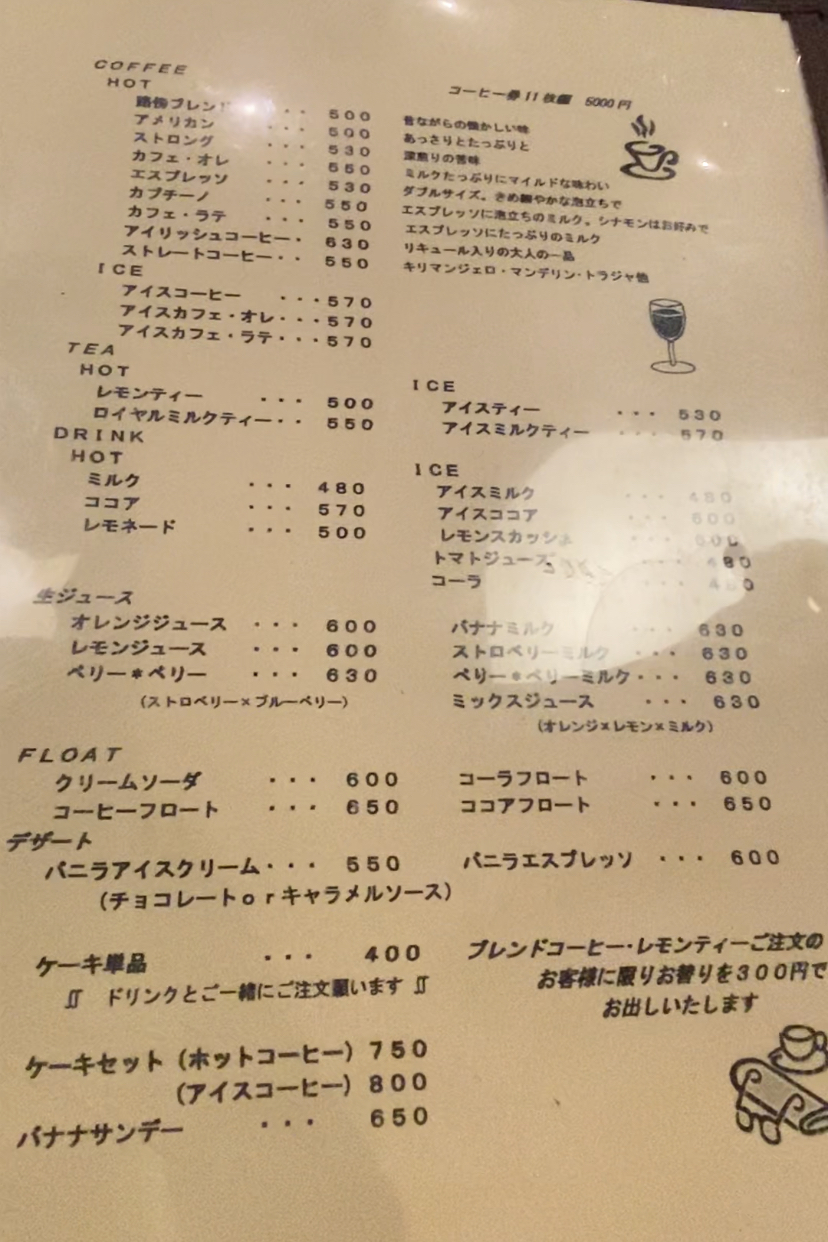 COFFEE
HOT
コーヒー券 11枚綴 5000円
路傍ブレンド ・・・ 500 昔ながらの懐かしい味
アメリカン ・・・ 500 あっさりとたっぷりと
ストロング ・・・ 530 深煎りの苦味
カフェ・オレ ・・・ 550 ミルクたっぷりにマイルドな味わい
エスプレッソ ・・・ 530 ダブルサイズ。きめ細やかな泡立ちで
カプチーノ ・・・ 550 エスプレッソに泡立ちのミルク。シナモンはお好みで
カフェ・ラテ ・・・ 550 エスプレッソにたっぷりのミルク
アイリッシュコーヒー・ 630 リキュール入りの大人の一品
ストレートコーヒー・・ 550 キリマンジェロ・マンデリン・トラジャ他
ICE
アイスコーヒー ・・・570
アイスカフェ・オレ・・・570
アイスカフェ・ラテ・・・570
TEA
HOT
レモンティー ・・・ 500
ロイヤルミルクティー・・ 550
ICE
アイスティー ・・・ 530
アイスミルクティー ・・・ 570
DRINK
HOT
ミルク ・・・ 480
ココア ・・・ 570
レモネード ・・・ 500
ICE
アイスミルク ・・・ 480
アイスココア ・・・ 600
レモンスカッシュ
トマトジュース
コーラ
生ジュース
オレンジジュース ・・・ 600
レモンジュース ・・・ 600
ベリー*ベリー ・・・ 630
(ストロベリー×ブルーベリー)
バナナミルク ・・・ 630
ストロベリーミルク ・・・ 630
ベリー*ベリーミルク・・・ 630
ミックスジュース ・・・ 630
(オレンジ×レモン×ミルク)
FLOAT
クリームソーダ ・・・ 600
コーヒーフロート ・・・ 650
コーラフロート ・・・ 600
ココアフロート ・・・ 650
デザート
バニラアイスクリーム・・・ 550
(チョコレートorキャラメルソース)
バニラエスプレッソ ・・・ 600
ケーキ単品 ・・・ 400
∬ ドリンクとご一緒にご注文願います ∬
ブレンドコーヒー・レモンティーご注文の
お客様に限りお替りを300円で
お出しいたします
ケーキセット(ホットコーヒー)750
(アイスコーヒー)800
バナナサンデー ・・・ 650